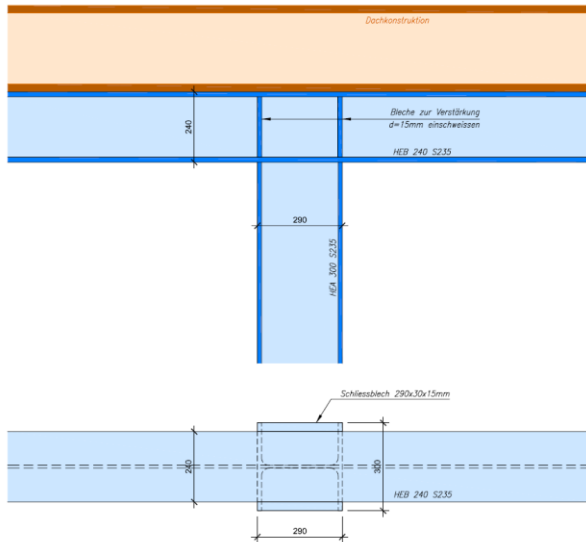 Dachkonstruktion
Bleche zur Verstärkung
d=15mm einschweissen
240
HEB 240 S235
290
HEA 300 S235
Schliessblech 290x30x15mm
240
300
HEB 240 S235
290